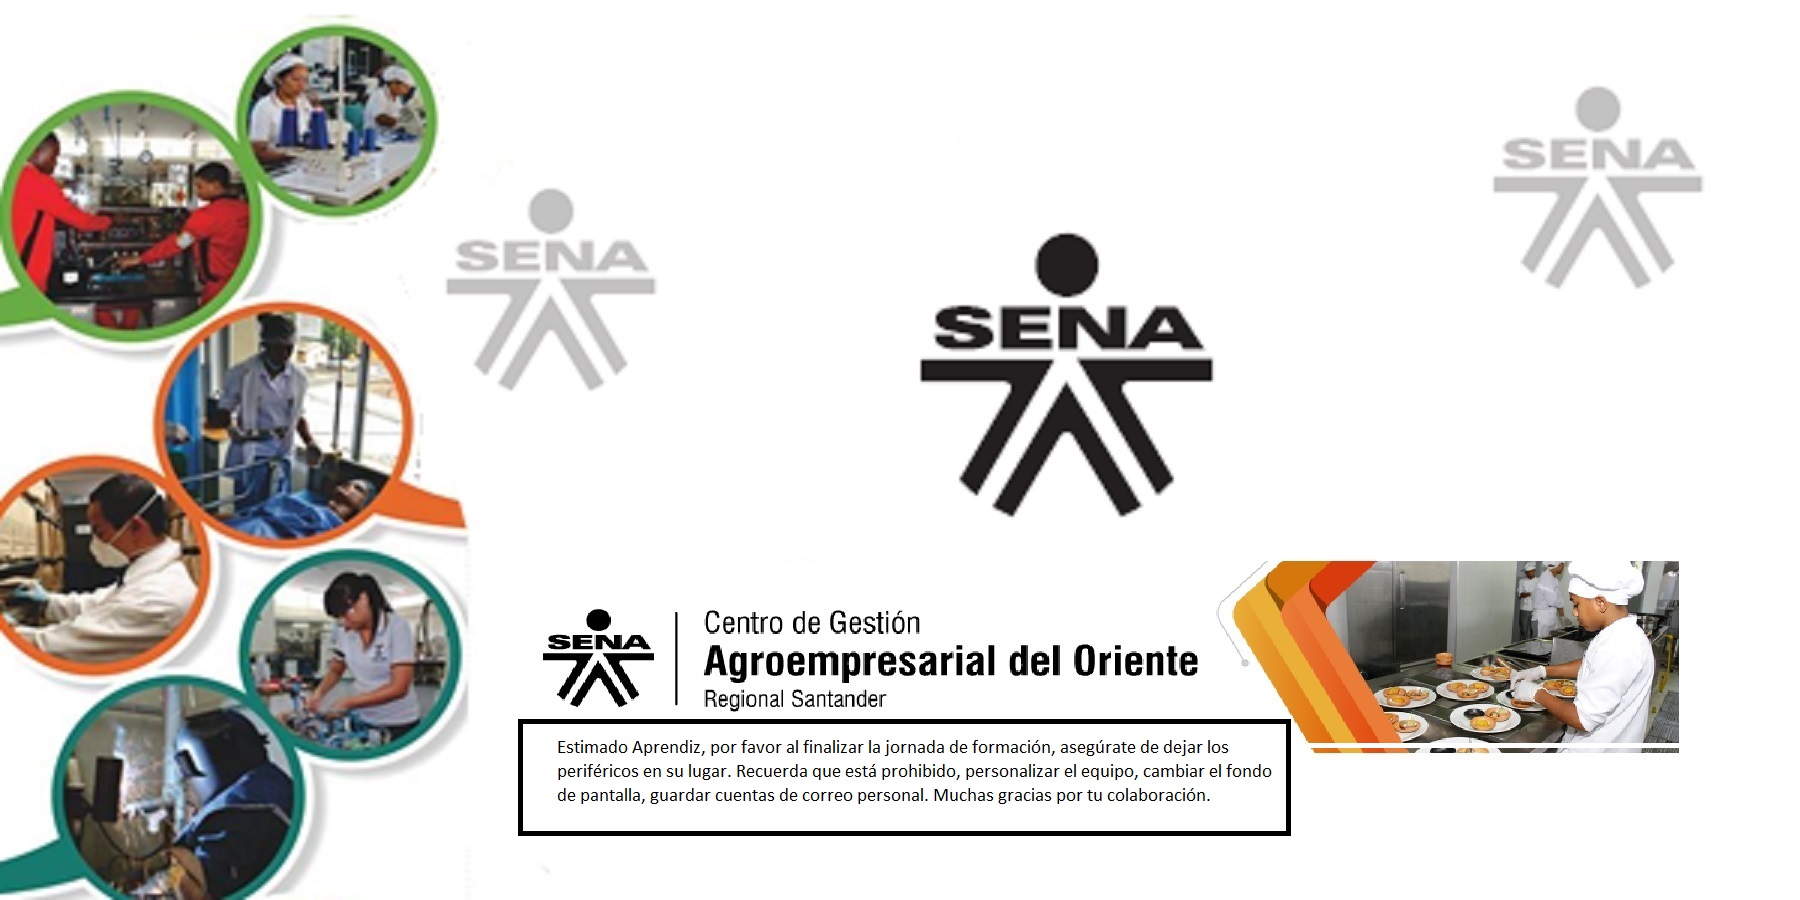 SENA
SENA
SENA
SENA
Centro de Gestión
Agroempresarial del Oriente
Regional Santander
Estimado Aprendiz, por favor al finalizar la jornada de formación, asegúrate de dejar los
periféricos en su lugar. Recuerda que está prohibido, personalizar el equipo, cambiar el fondo
de pantalla, guardar cuentas de correo personal. Muchas gracias por tu colaboración.